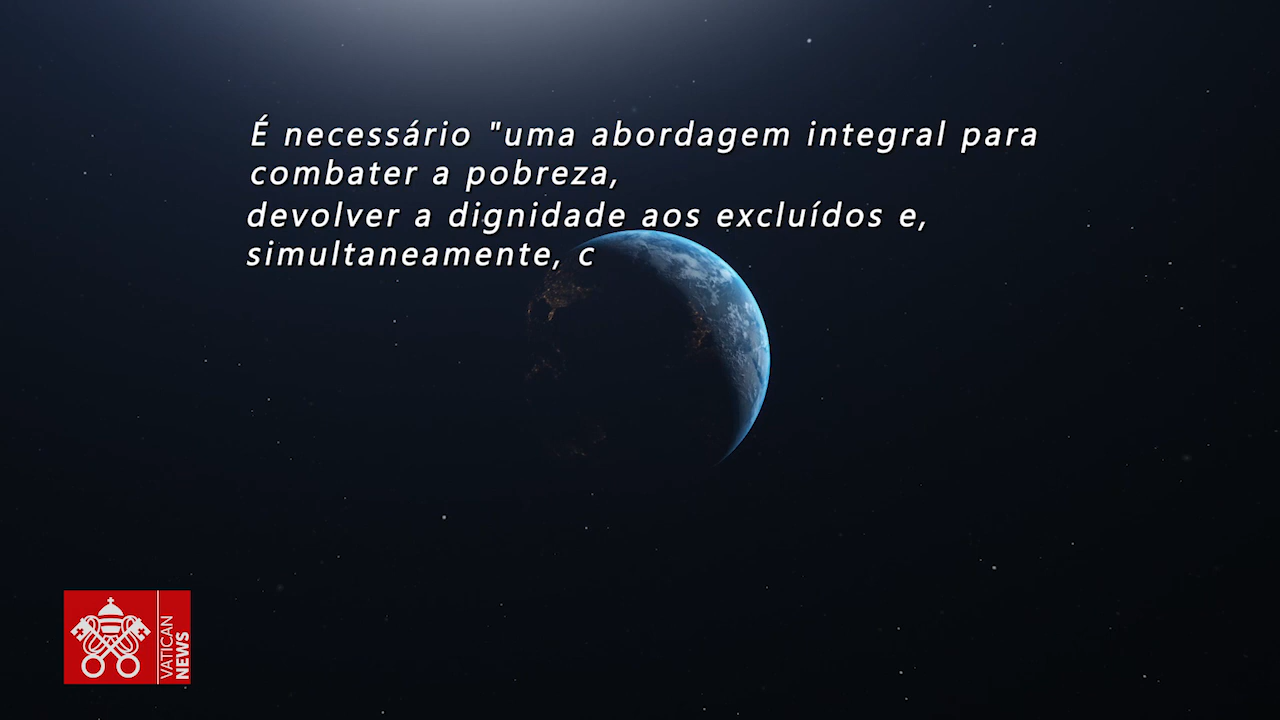 É necessário "uma abordagem integral para
combater a pobreza,
devolver a dignidade aos excluídos e,
simultaneamente, c
VATICAN
NEWS